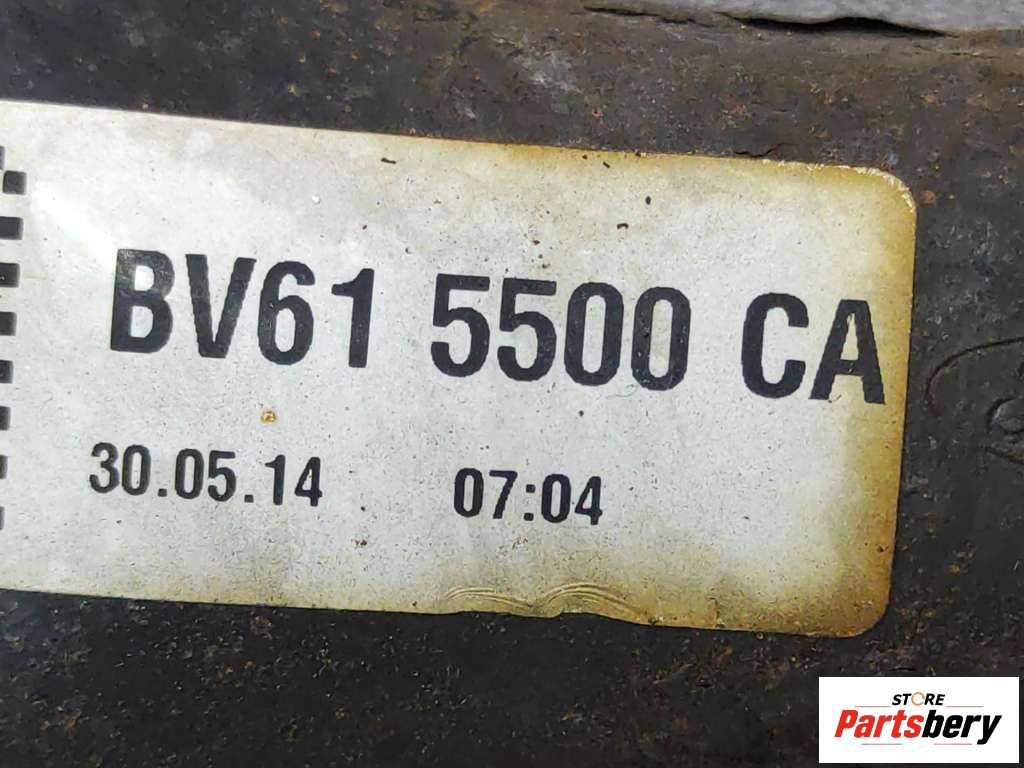 BV61 5500 CA
30.05.14 07:04
STORE
Partsbery